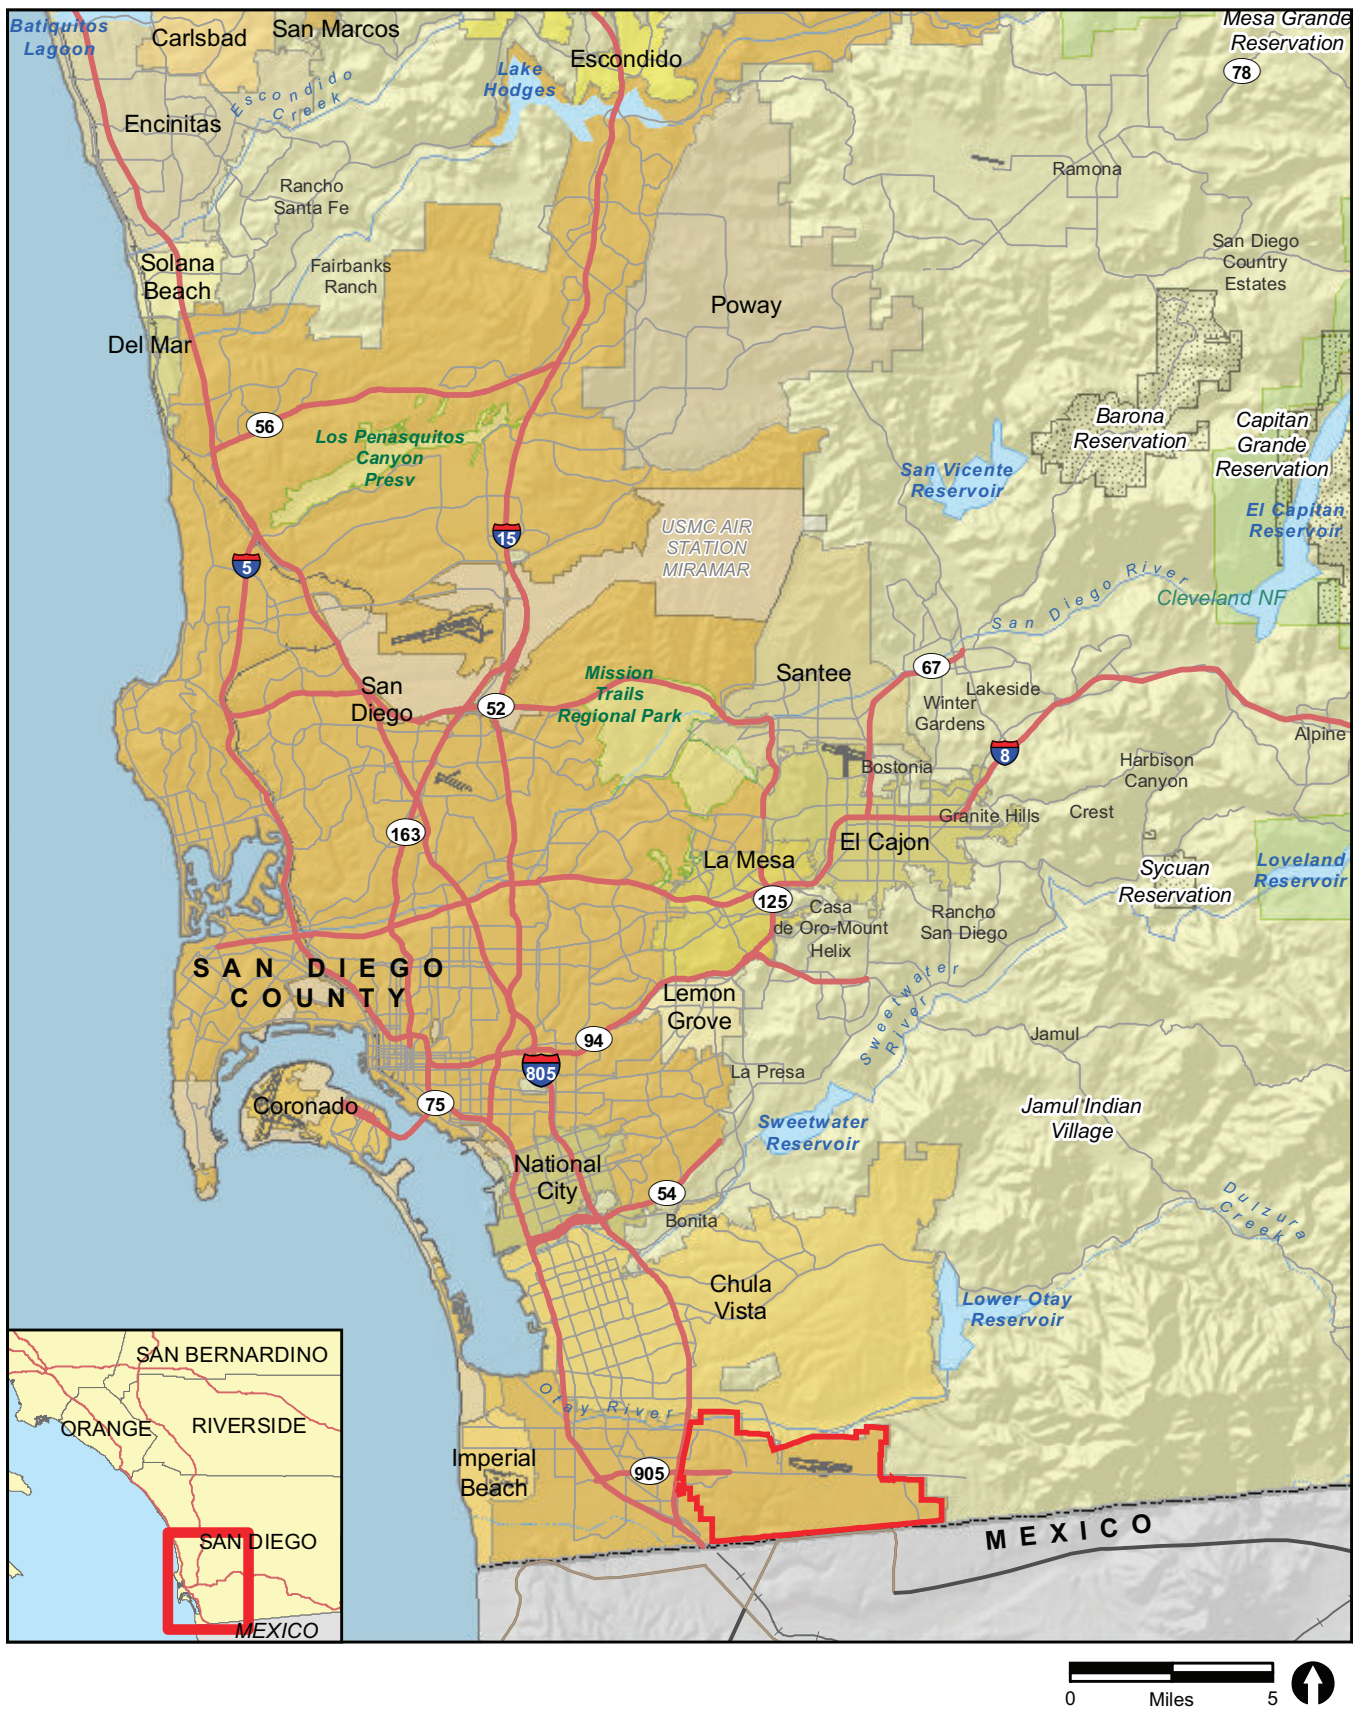 Batiquitos
Lagoon
Carlsbad
San Marcos
Escondido
Mesa Grande
Reservation
78
Lake
Hodges
Escondido
Creek
Encinitas
Ramona
Rancho
Santa Fe
San Diego
Country
Estates
Solana
Beach
Fairbanks
Ranch
Poway
Del Mar
56
Los Penasquitos
Canyon
Presv
Barona
Reservation
Capitan
Grande
Reservation
San Vicente
Reservoir
El Capitan
Reservoir
15
USMC AIR
STATION
MIRAMAR
5
San Diego River
Cleveland NF
Mission
Trails
Regional Park
Santee
67
Lakeside
Winter
Gardens
San
Diego
52
8
Alpine
Bostonia
Harbison
Canyon
Granite Hills
Crest
163
El Cajon
La Mesa
Sycuan
Reservation
Loveland
Reservoir
125
Casa
de Oro-Mount
Helix
Rancho
San Diego
SAN DIEGO
COUNTY
Sweetwater
River
Lemon
Grove
94
Jamul
805
La Presa
Coronado
75
Sweetwater
Reservoir
Jamul Indian
Village
National
City
54
Bonita
Dulzura
Creek
Chula
Vista
Lower Otay
Reservoir
Otay River
Imperial
Beach
905
MEXICO
SAN BERNARDINO
ORANGE
RIVERSIDE
SAN DIEGO
MEXICO
0
Miles
5